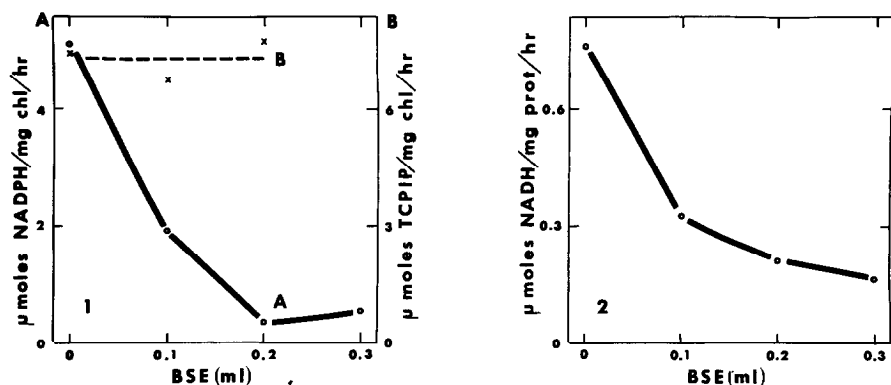 A
B
μ moles NADPH/mg chl/hr
4
2
0
B
A
1
6
3
0
μ moles TCPIP/mg chl/hr
0 0.1 0.2 0.3
BSE(ml)
μ moles NADH/mg prot/hr
0.6
0.3
0
2
0 0.1 0.2 0.3
BSE(ml)